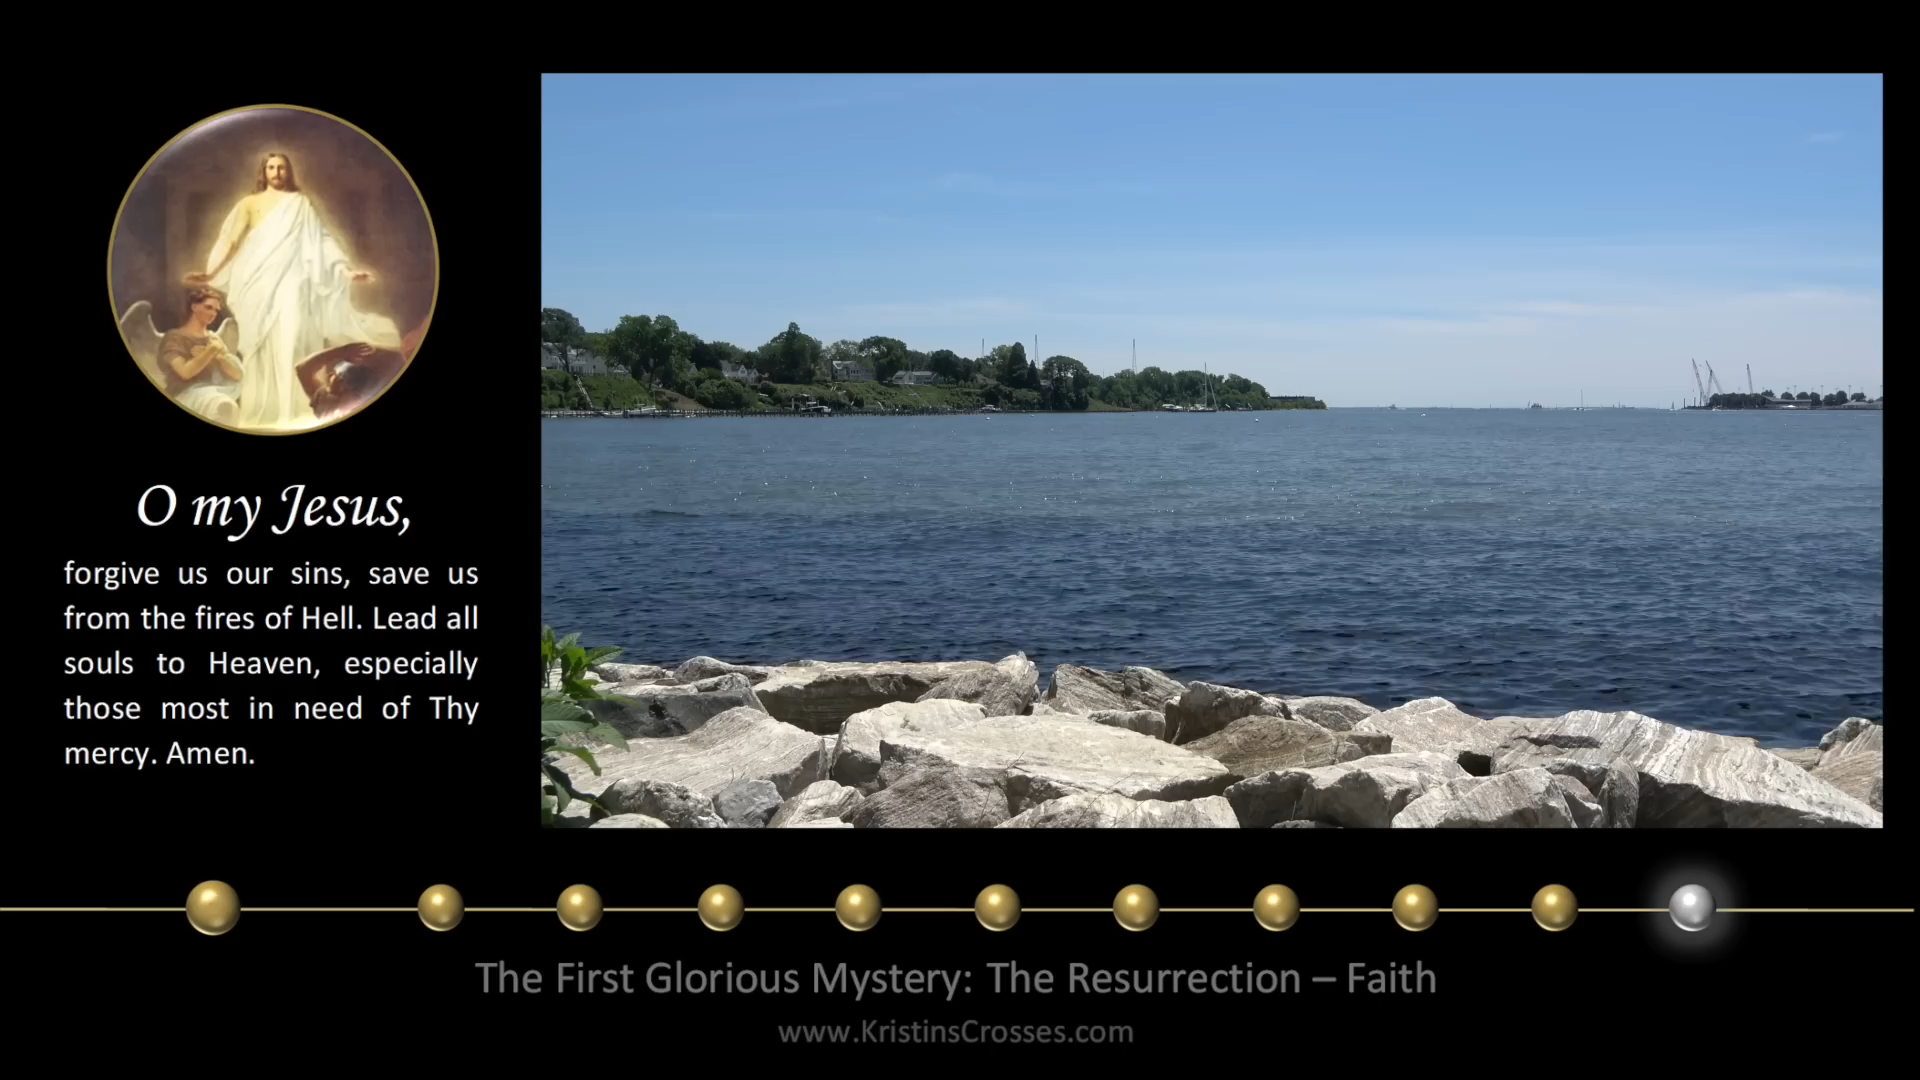 O my Jesus,
forgive us our sins, save us
from the fires of Hell. Lead all
souls to Heaven, especially
those most in need of Thy
mercy. Amen.
The First Glorious Mystery: The Resurrection – Faith
www.KristinsCrosses.com